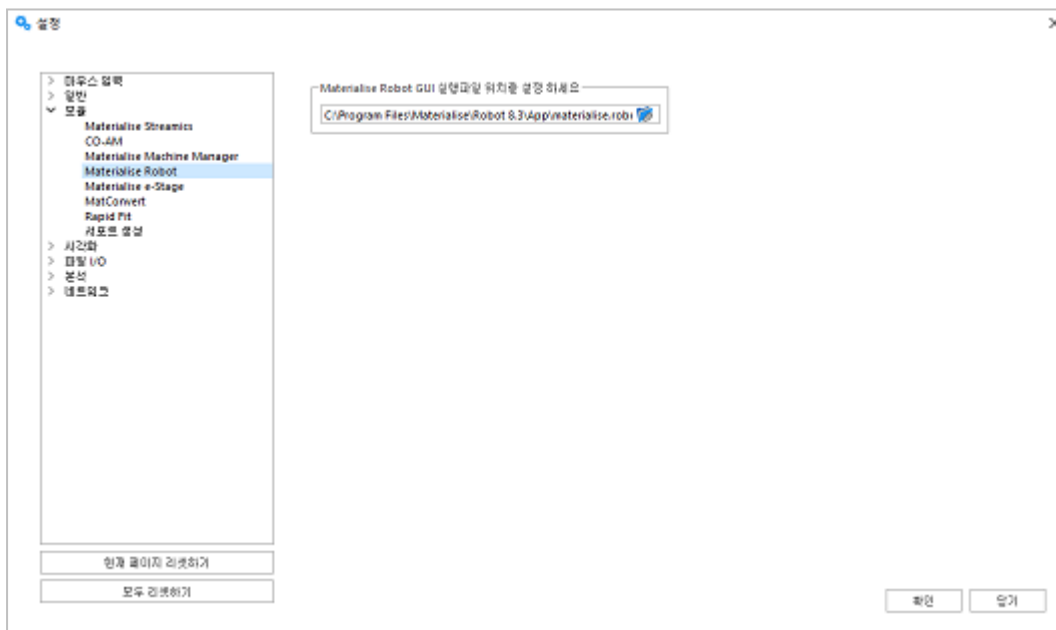 설정
마우스 입력
일반
모듈
Materialise Streamics
CO-AM
Materialise Machine Manager
Materialise Robot
Materialise e-Stage
MatConvert
Rapid Fit
서포트 생성
시각화
파일 I/O
분석
네트워크
현재 페이지 리셋하기
모두 리셋하기
Materialise Robot GUI 실행파일 위치를 설정 하세요
C:\Program Files\Materialise\Robot 8.3\App\materialise.rob
확인
닫기